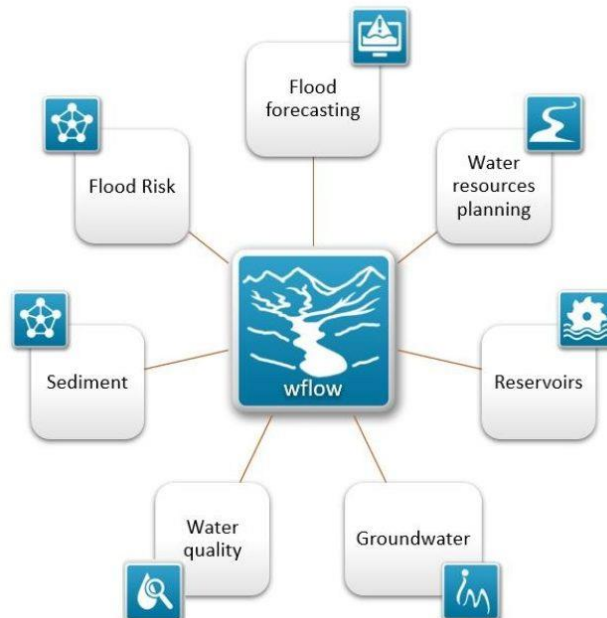 Flood
forecasting
Flood Risk
Water
resources
planning
Sediment
wflow
Reservoirs
Water
quality
Groundwater